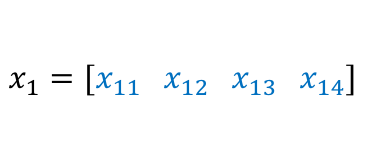 x₁ = [x₁₁ x₁₂ x₁₃ x₁₄]